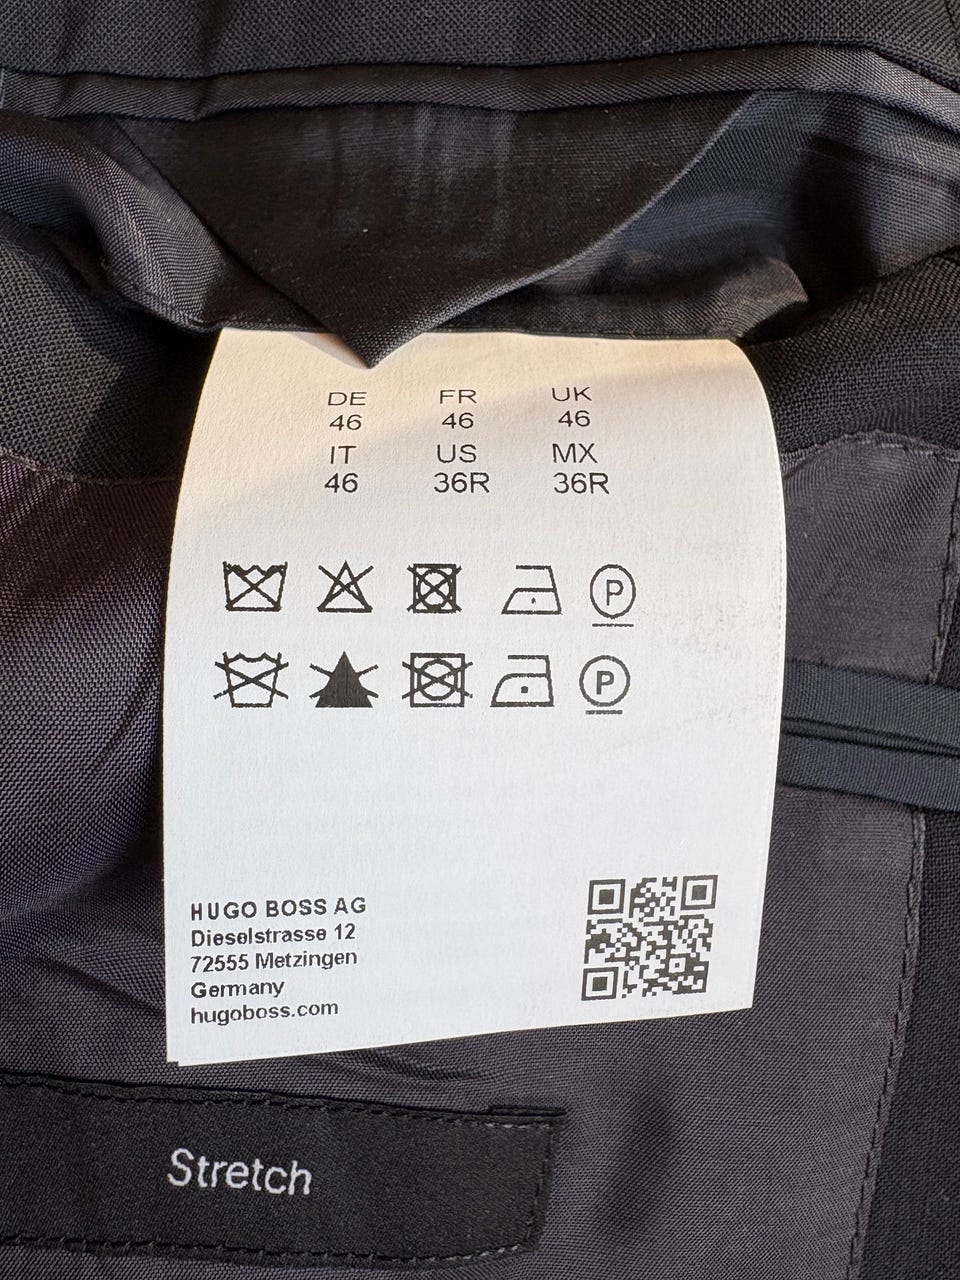 DE FR UK
46 46 46
IT US MX
46 36R 36R
P
P
HUGO BOSS AG
Dieselstrasse 12
72555 Metzingen
Germany
hugoboss.com
Stretch